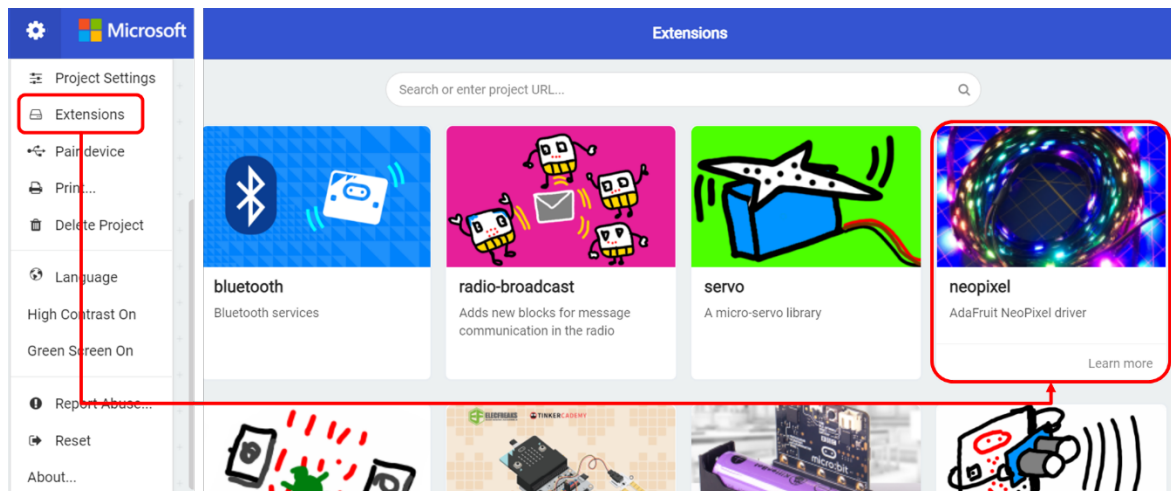 Microsoft
Project Settings
Extensions
Pair device
Print...
Delete Project
Language
High Contrast On
Green Screen On
Report Abuse...
Reset
About...
Extensions
Search or enter project URL...
bluetooth
Bluetooth services
radio-broadcast
Adds new blocks for message
communication in the radio
servo
A micro-servo library
neopixel
AdaFruit NeoPixel driver
Learn more
ELECFREAKS TINKERCADEMY
micro:bit